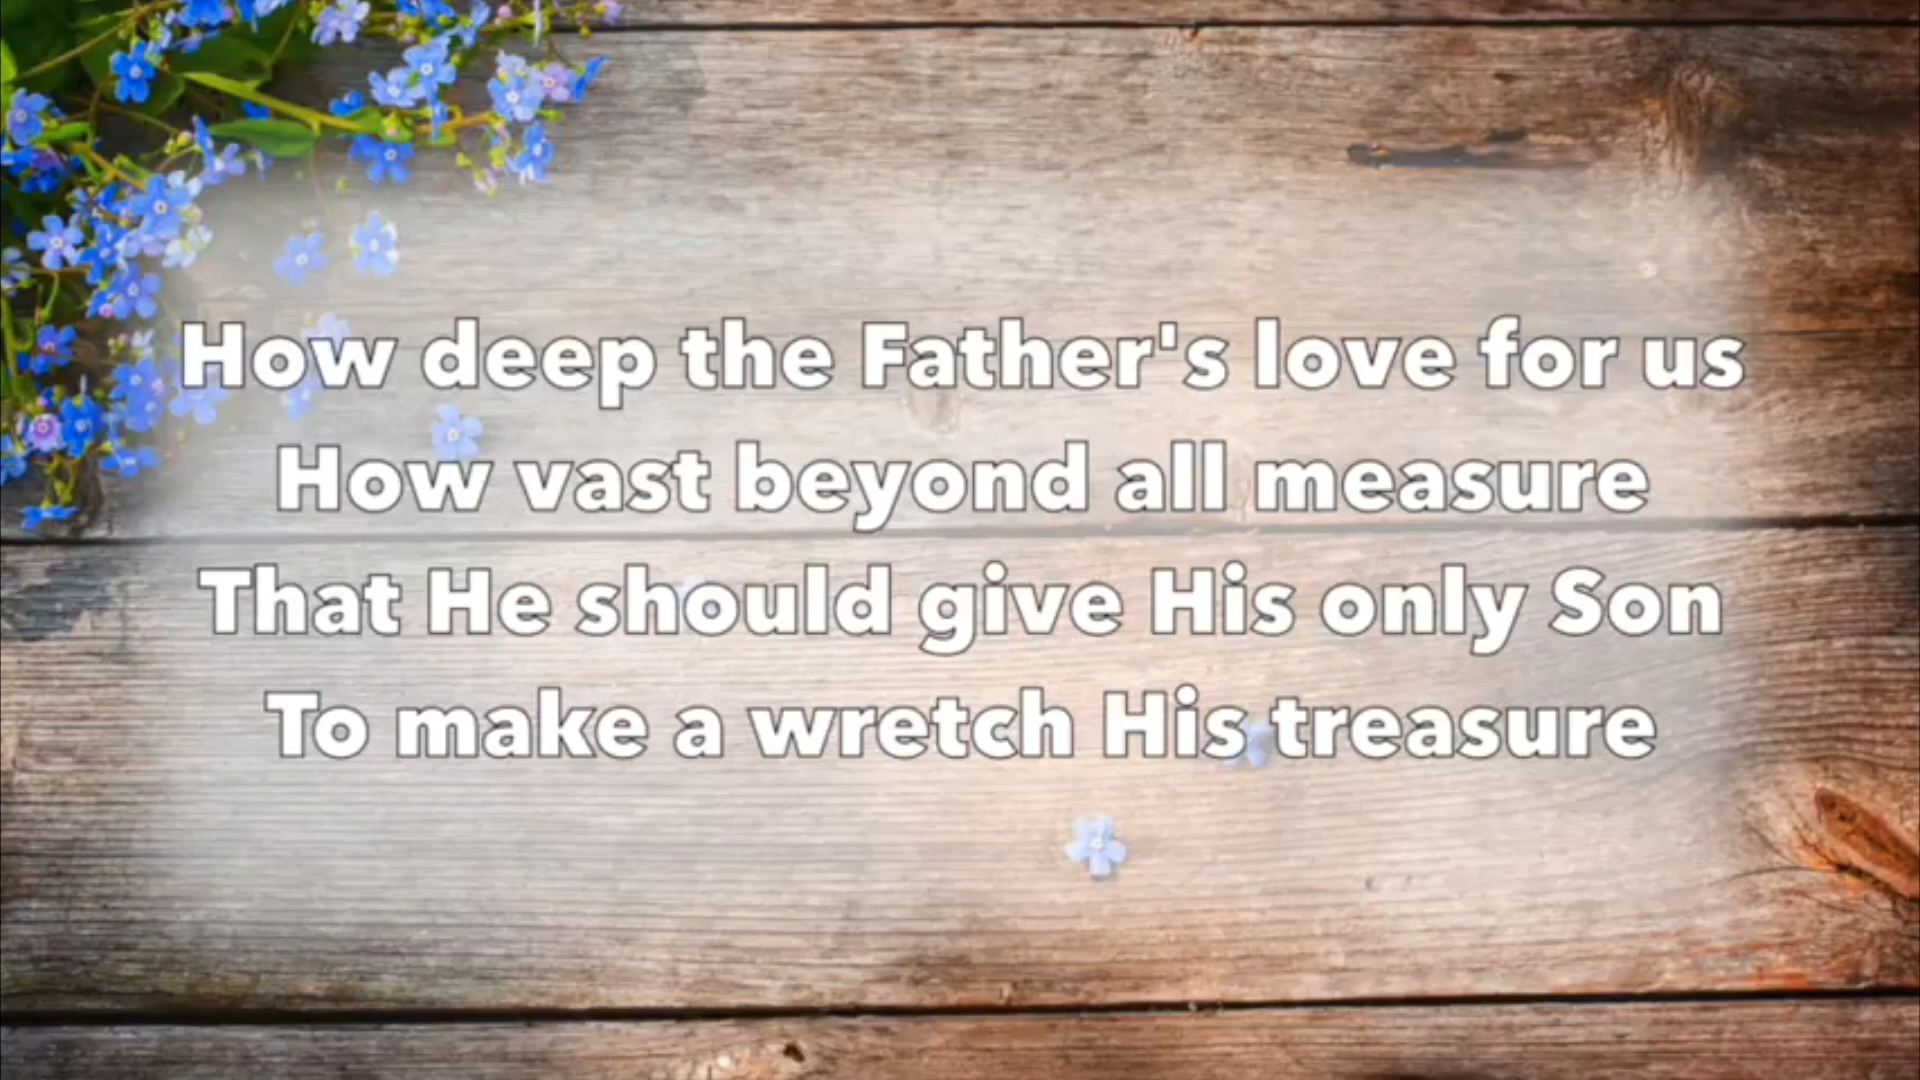 How deep the Father's love for us
How vast beyond all measure
That He should give His only Son
To make a wretch His treasure